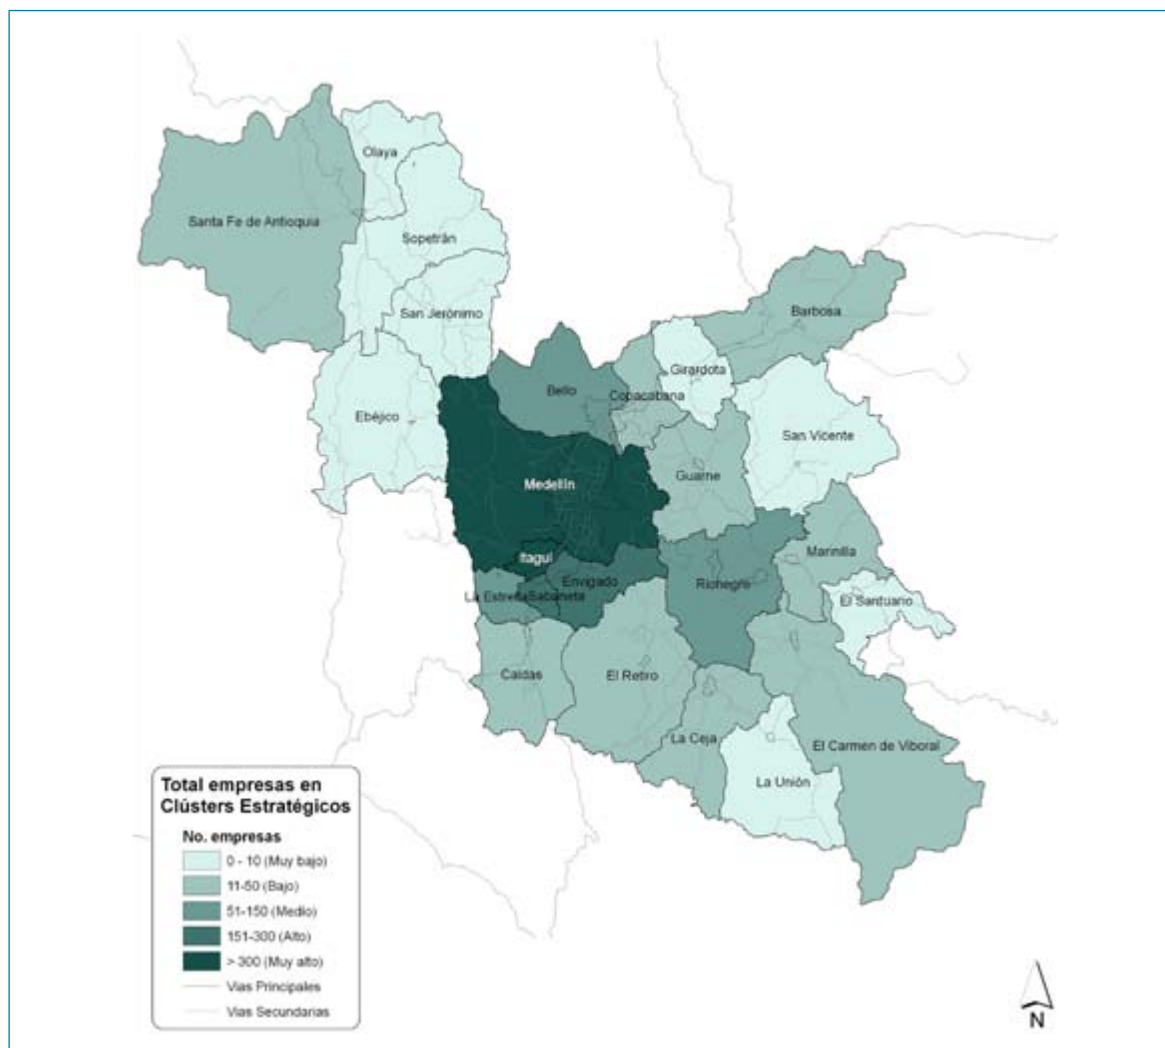 Olaya
Santa Fe de Antioquia
Sopetrán
San Jerónimo
Barbosa
Girardota
Bello
Copacabana
Ebéjico
San Vicente
Guarne
Medellín
Marinilla
Itagui
Envigado
Rionegro
La Estrella
Sabaneta
El Santuario
Caldas
El Retiro
La Ceja
El Carmen de Viboral
La Unión
Total empresas en
Clústers Estratégicos
No. empresas
0 - 10 (Muy bajo)
11-50 (Bajo)
51-150 (Medio)
151-300 (Alto)
> 300 (Muy alto)
Vias Principales
Vias Secundarias
N